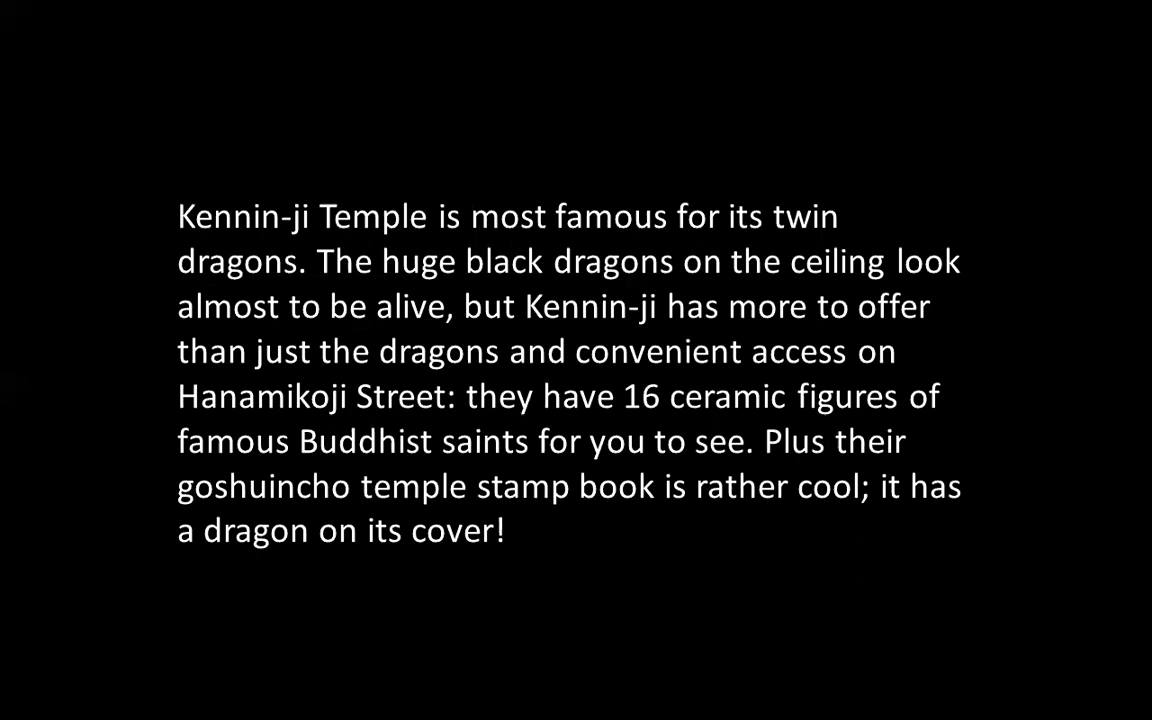 Kennin-ji Temple is most famous for its twin
dragons. The huge black dragons on the ceiling look
almost to be alive, but Kennin-ji has more to offer
than just the dragons and convenient access on
Hanamikoji Street: they have 16 ceramic figures of
famous Buddhist saints for you to see. Plus their
goshuincho temple stamp book is rather cool; it has
a dragon on its cover!